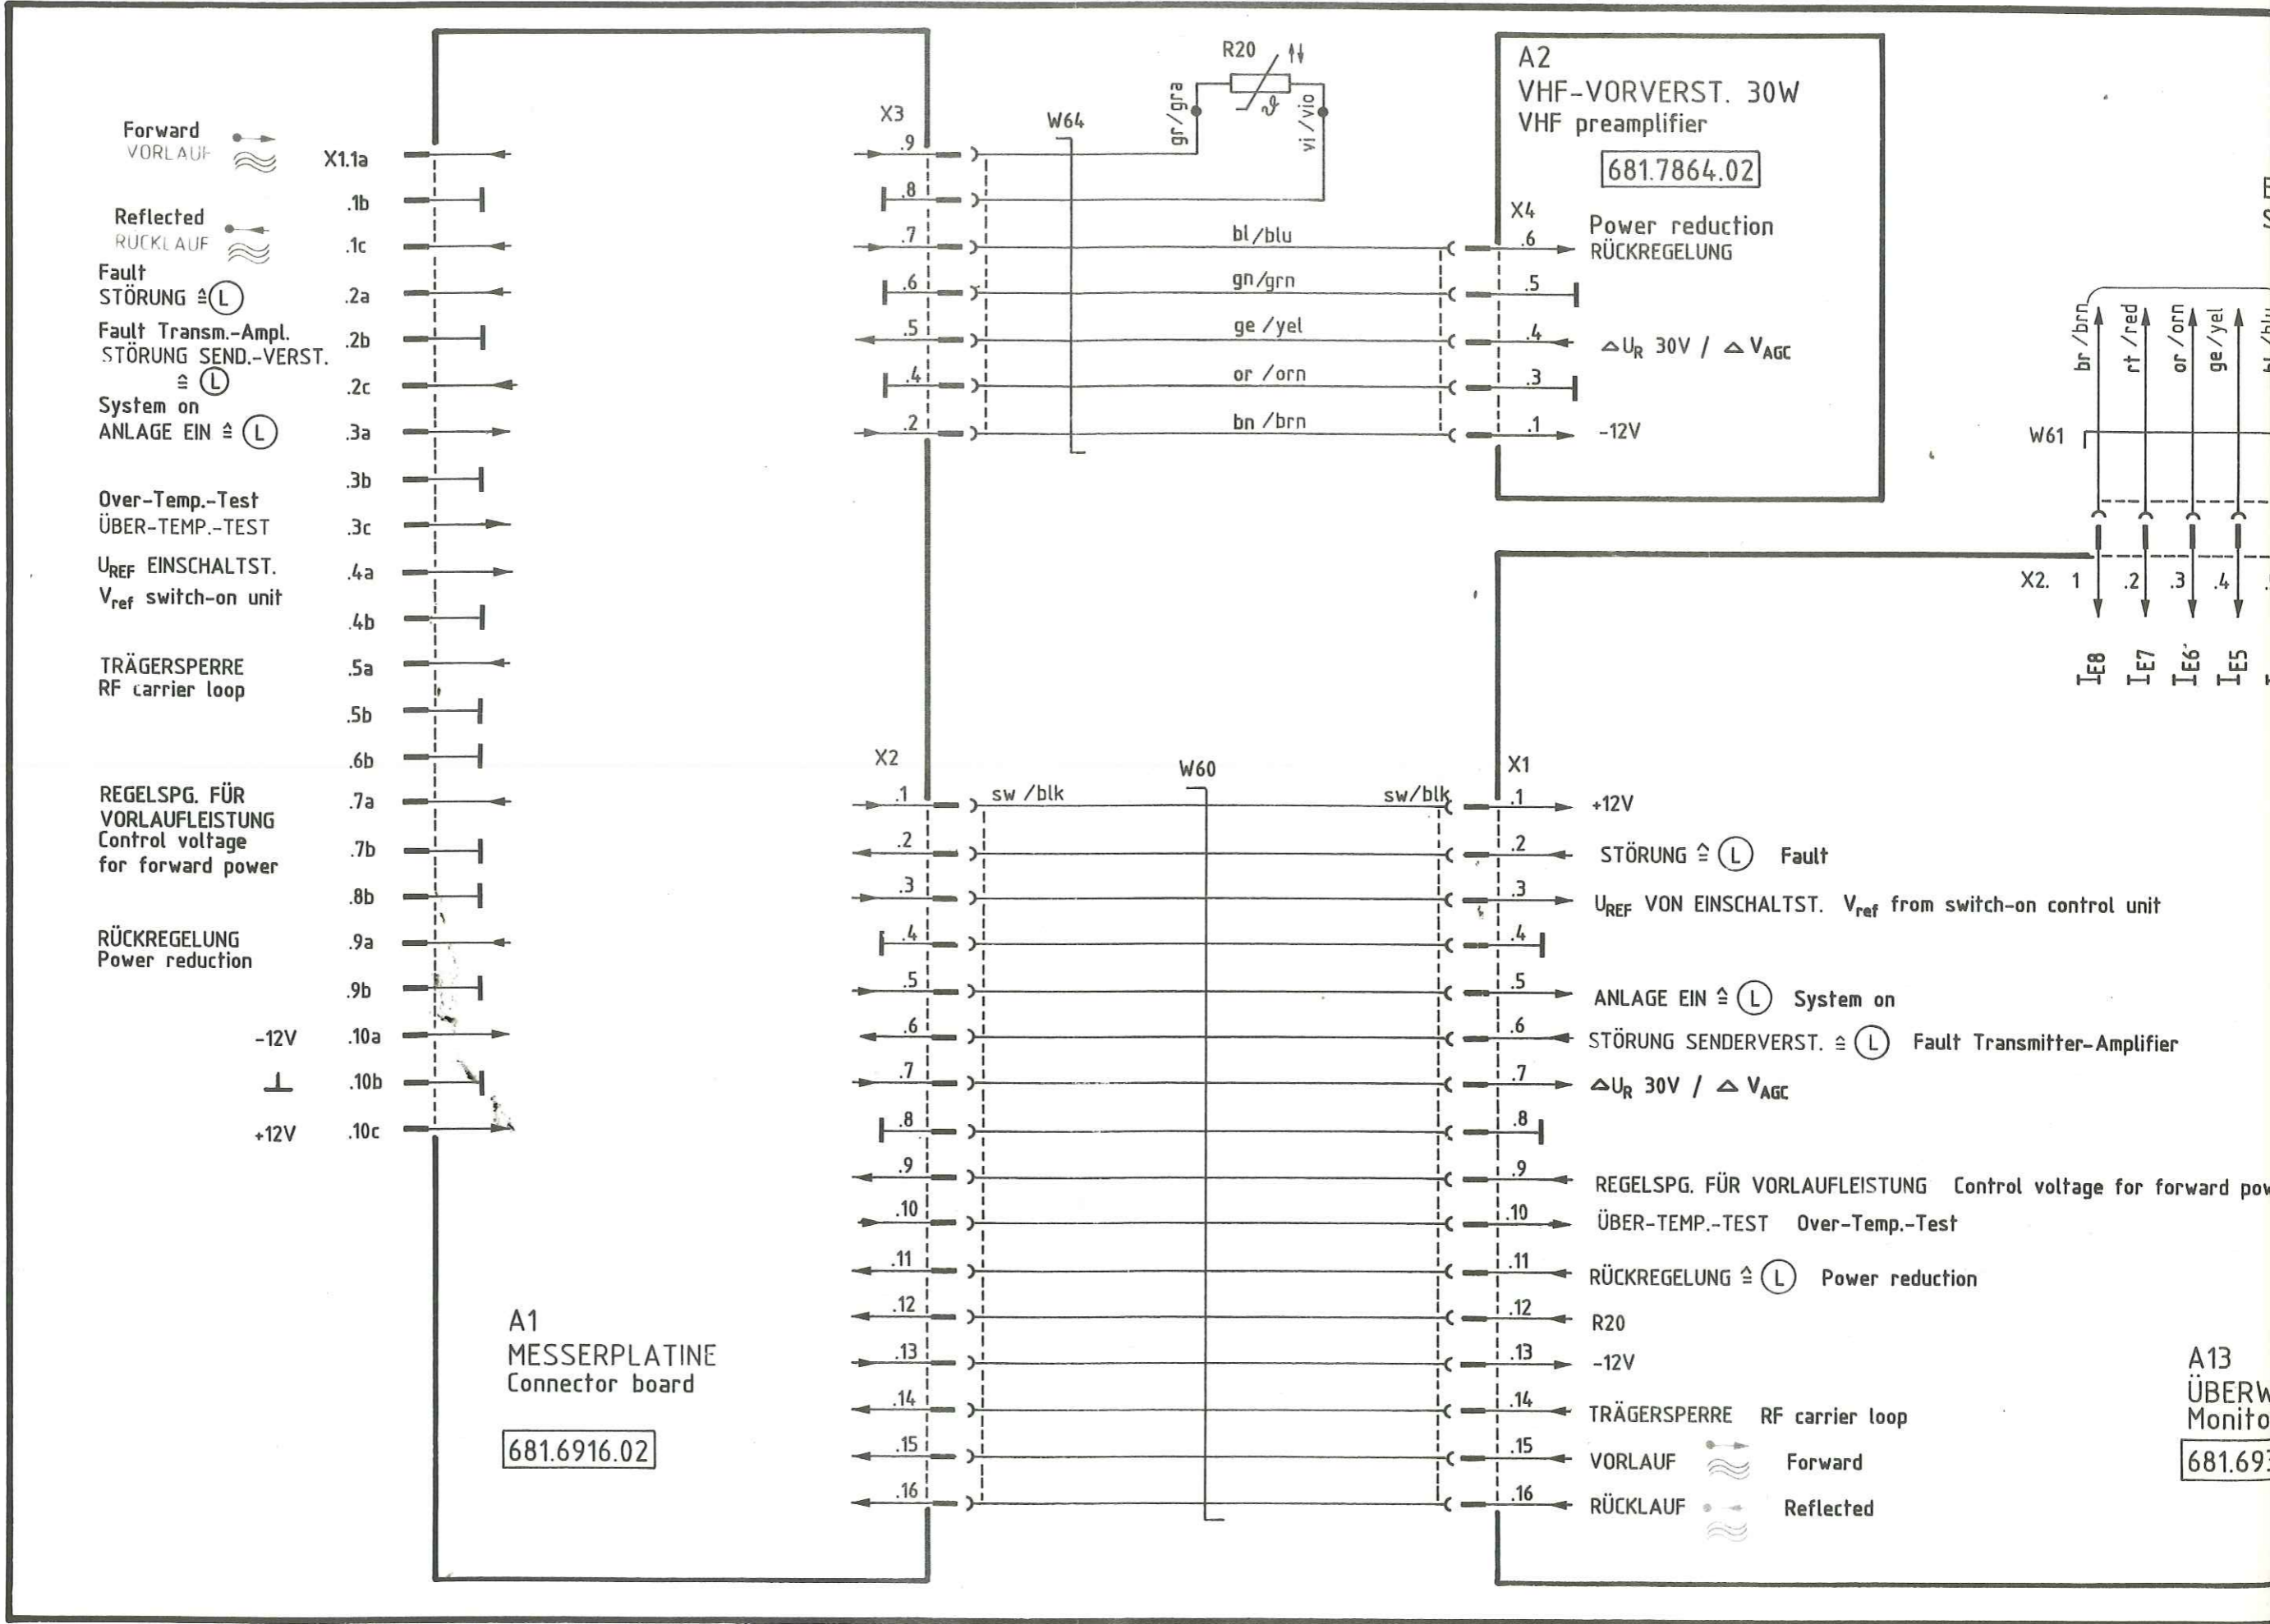 Forward
VORLAUF
X1.1a
.1b
Reflected
RÜCKLAUF
.1c
Fault
STÖRUNG ≙ L
.2a
Fault Transm.-Ampl.
STÖRUNG SEND.-VERST.
≙ L
.2b
.2c
System on
ANLAGE EIN ≙ L
.3a
.3b
Over-Temp.-Test
ÜBER-TEMP.-TEST
.3c
UREF EINSCHALTST.
Vref switch-on unit
.4a
.4b
TRÄGERSPERRE
RF carrier loop
.5a
.5b
.6b
REGELSPG. FÜR
VORLAUFLEISTUNG
Control voltage
for forward power
.7a
.7b
.8b
RÜCKREGELUNG
Power reduction
.9a
.9b
-12V .10a
⊥ .10b
+12V .10c
A1
MESSERPLATINE
Connector board
681.6916.02
X3
.9
.8
.7
.6
.5
.4
.2
W64
R20
ϑ
gr/gra
vi/vio
bl/blu
gn/grn
ge/yel
or/orn
bn/brn
A2
VHF-VORVERST. 30W
VHF preamplifier
681.7864.02
X4
.6 Power reduction
RÜCKREGELUNG
.5
.4 △UR 30V / △VAGC
.3
.1 -12V
br/brn
rt/red
or/orn
ge/yel
W61
X2. 1 .2 .3 .4
IE8
IE7
IE6
IE5
X2
.1
.2
.3
.4
.5
.6
.7
.8
.9
.10
.11
.12
.13
.14
.15
.16
W60
sw/blk
sw/blk
X1
.1 +12V
.2 STÖRUNG ≙ L Fault
.3 UREF VON EINSCHALTST. Vref from switch-on control unit
.4
.5 ANLAGE EIN ≙ L System on
.6 STÖRUNG SENDERVERST. ≙ L Fault Transmitter-Amplifier
.7 △UR 30V / △VAGC
.8
.9 REGELSPG. FÜR VORLAUFLEISTUNG Control voltage for forward pow
.10 ÜBER-TEMP.-TEST Over-Temp.-Test
.11 RÜCKREGELUNG ≙ L Power reduction
.12 R20
.13 -12V
.14 TRÄGERSPERRE RF carrier loop
.15 VORLAUF Forward
.16 RÜCKLAUF Reflected
A13
ÜBERW
Monito
681.693